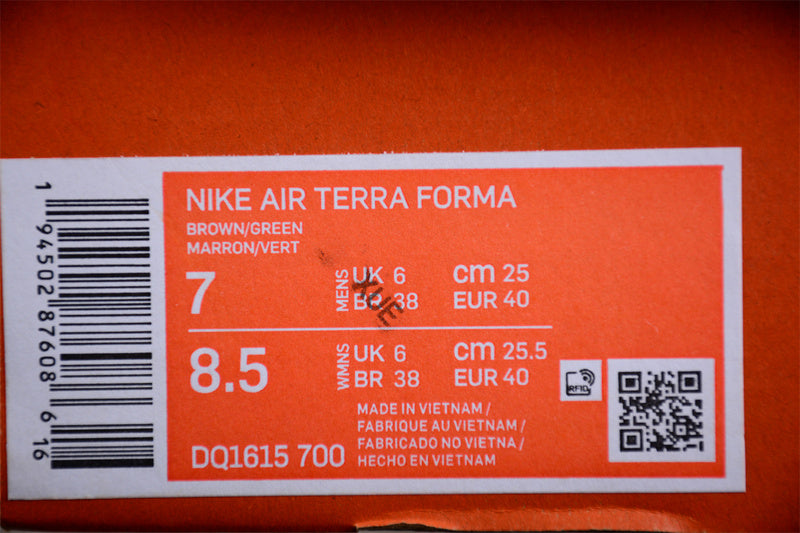 1
94502 87608
6
16
NIKE AIR TERRA FORMA
BROWN/GREEN
MARRON/VERT
7
MENS
UK 6
BR 38
cm 25
EUR 40
XUE
8.5
WMNS
UK 6
BR 38
cm 25.5
EUR 40
RFID
DQ1615 700
MADE IN VIETNAM /
FABRIQUE AU VIETNAM /
FABRICADO NO VIETNA /
HECHO EN VIETNAM